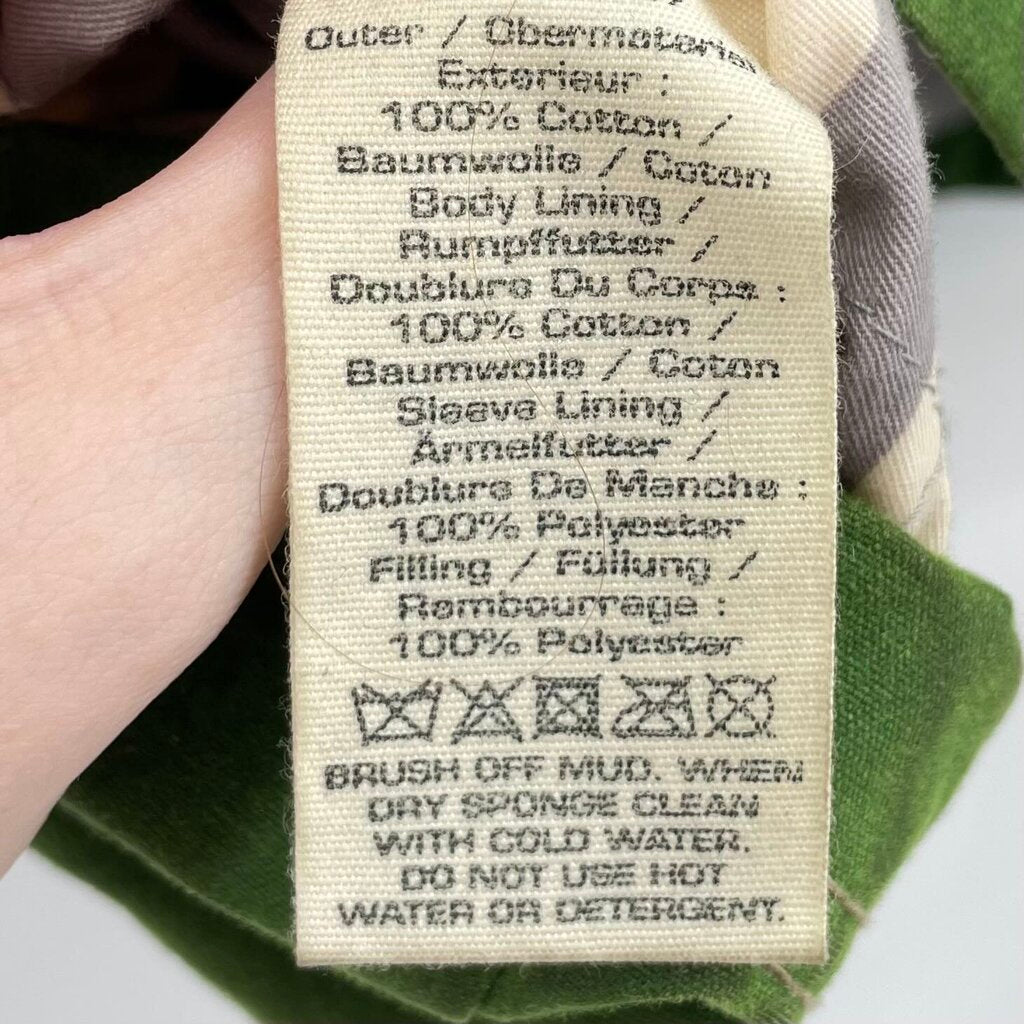 Outer / Obermaterial
Exterieur :
100% Cotton /
Baumwolle / Coton
Body Lining /
Rumpffutter /
Doublure Du Corps :
100% Cotton /
Baumwolle / Coton
Sleeve Lining /
Ärmelfutter /
Doublure De Manche :
100% Polyester
Filling / Füllung /
Rembourrage :
100% Polyester
BRUSH OFF MUD. WHEN
DRY SPONGE CLEAN
WITH COLD WATER.
DO NOT USE HOT
WATER OR DETERGENT.